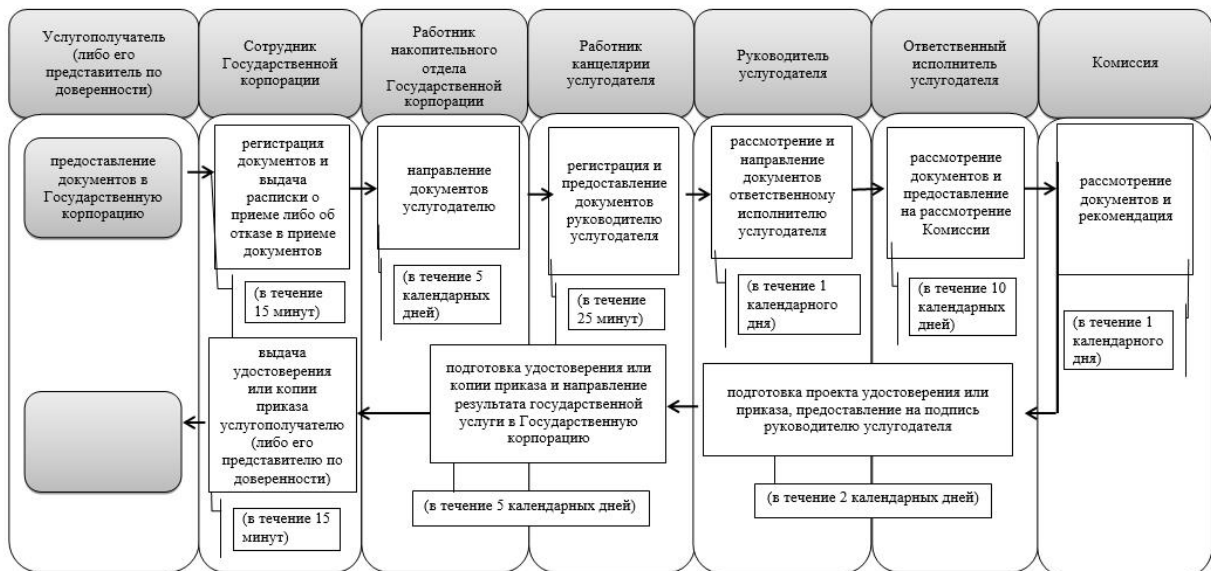 Услугополучатель
(либо его
представитель по
доверенности)
Сотрудник
Государственной
корпорации
Работник
накопительного
отдела
Государственной
корпорации
Работник
канцелярии
услугодателя
Руководитель
услугодателя
Ответственный
исполнитель
услугодателя
Комиссия
предоставление
документов в
Государственную
корпорацию
регистрация
документов и
выдача
расписки о
приеме либо об
отказе в приеме
документов
направление
документов
услугодателю
регистрация и
предоставление
документов
руководителю
услугодателя
рассмотрение и
направление
документов
ответственному
исполнителю
услугодателя
рассмотрение
документов и
предоставление
на рассмотрение
Комиссии
рассмотрение
документов и
рекомендация
(в течение
15 минут)
(в течение 5
календарных
дней)
(в течение
25 минут)
(в течение 1
календарного
дня)
(в течение 10
календарных
дней)
(в течение 1
календарного
дня)
выдача
удостоверения
или копии
приказа
услугополучателю
(либо его
представителю по
доверенности)
подготовка удостоверения или
копии приказа и направление
результата государственной
услуги в Государственную
корпорацию
подготовка проекта удостоверения или
приказа, предоставление на подпись
руководителю услугодателя
(в течение 15
минут)
(в течение 5 календарных дней)
(в течение 2 календарных дней)